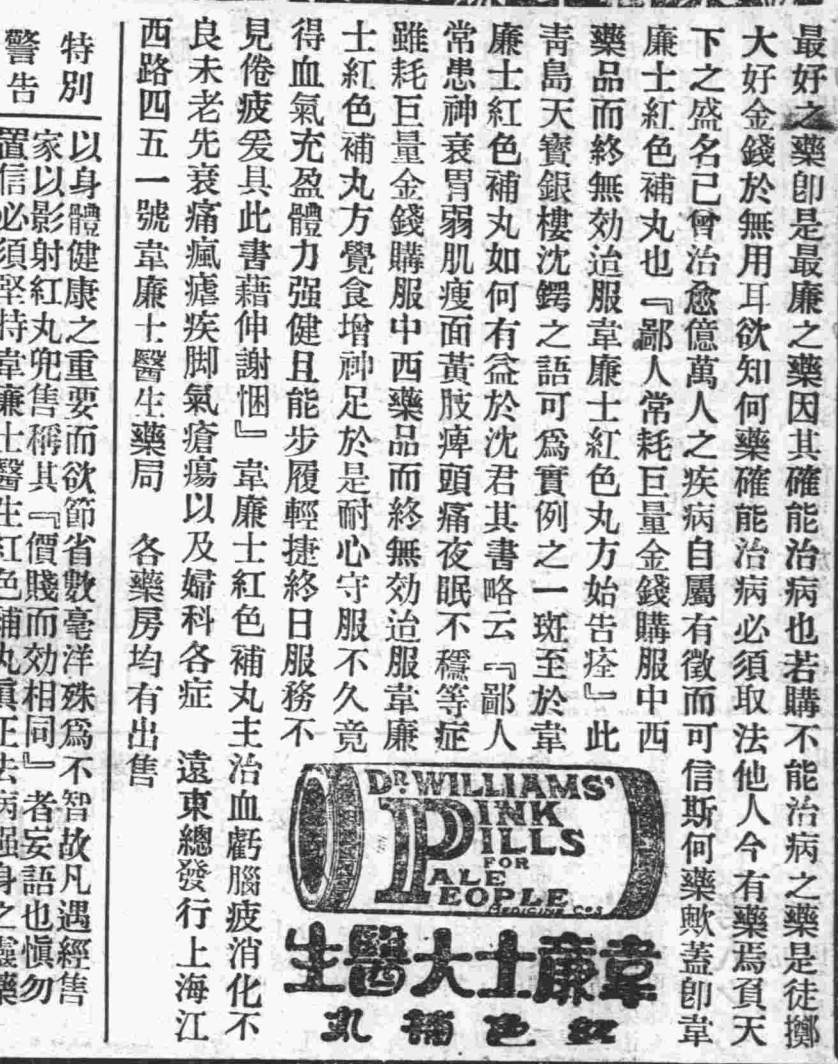 最好之藥卽是最廉之藥因其確能治病也若購不能治病之藥是徒擲
大好金錢於無用耳欲知何藥確能治病必須取法他人今有藥焉負天
下之盛名已曾治愈億萬人之疾病自屬有徵而可信斯何藥歟蓋卽韋
廉士紅色補丸也『鄙人常耗巨量金錢購服中西
藥品而終無効迨服韋廉士紅色丸方始告痊』此
靑島天寶銀樓沈鍔之語可爲實例之一斑至於韋
廉士紅色補丸如何有益於沈君其書略云『鄙人
常患神衰胃弱肌瘦面黃肢痺頭痛夜眠不穩等症
雖耗巨量金錢購服中西藥品而終無効迨服韋廉
士紅色補丸方覺食增神足於是耐心守服不久竟
得血氣充盈體力强健且能步履輕捷終日服務不
見倦疲爰具此書藉伸謝悃』韋廉士紅色補丸主治血虧腦疲消化不
良未老先衰痛瘋瘧疾脚氣瘡瘍以及婦科各症 遠東總發行上海江
西路四五一號韋廉士醫生藥局 各藥房均有出售
DR. WILLIAMS'
PINK
PILLS
FOR
PALE
PEOPLE
MEDICINE CO.
韋廉士大醫生
紅色補丸
特別
警告
以身體健康之重要而欲節省數毫洋殊爲不智故凡遇經售
家以影射紅丸兜售稱其『價賤而効相同』者妄語也愼勿
置信必須堅持韋廉士醫生紅色補丸眞正去病强身之靈藥